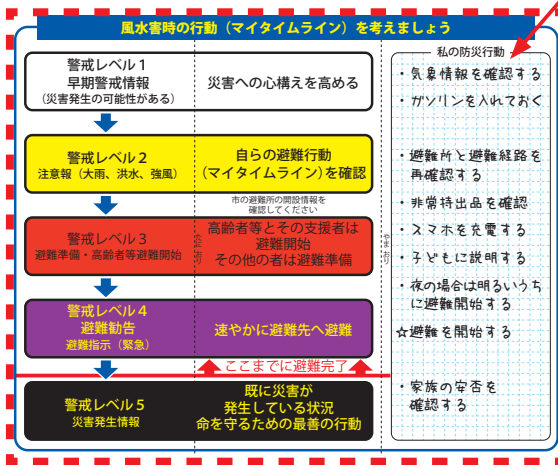 風水害時の行動（マイタイムライン）を考えましょう
警戒レベル1
早期警戒情報
（災害発生の可能性がある）
災害への心構えを高める
警戒レベル2
注意報（大雨、洪水、強風）
自らの避難行動
（マイタイムライン）を確認
市の避難所の開設情報を
確認してください
警戒レベル3
避難準備・高齢者等避難開始
高齢者等とその支援者は
避難開始
その他の者は避難準備
警戒レベル4
避難勧告
避難指示（緊急）
速やかに避難先へ避難
ここまでに避難完了
警戒レベル5
災害発生情報
既に災害が
発生している状況
命を守るための最善の行動
やまおり
私の防災行動
・気象情報を確認する
・ガソリンを入れておく
・避難所と避難経路を
再確認する
・非常持出品を確認
・スマホを充電する
・子どもに説明する
・夜の場合は明るいうち
に避難開始する
☆避難を開始する
・家族の安否を
確認する